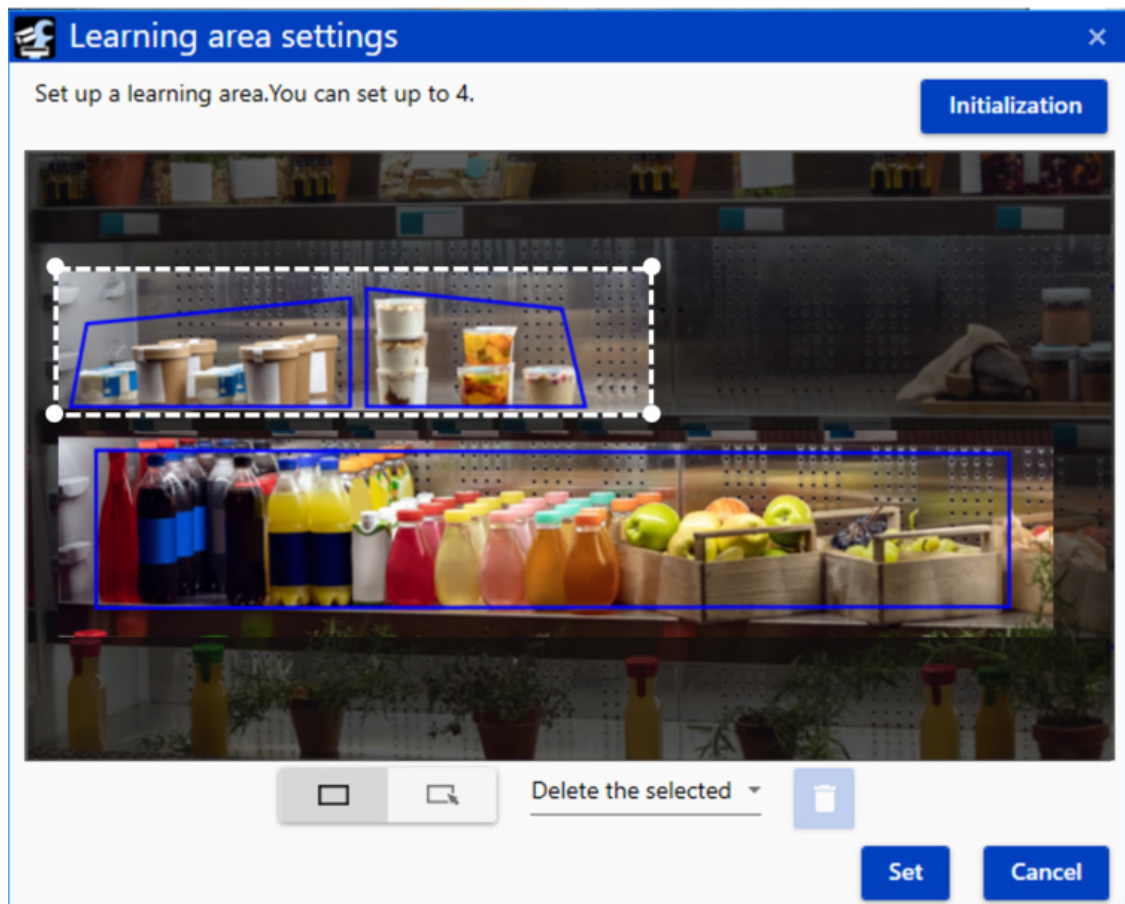 Learning area settings
Set up a learning area.You can set up to 4.
Initialization
Delete the selected
Set
Cancel